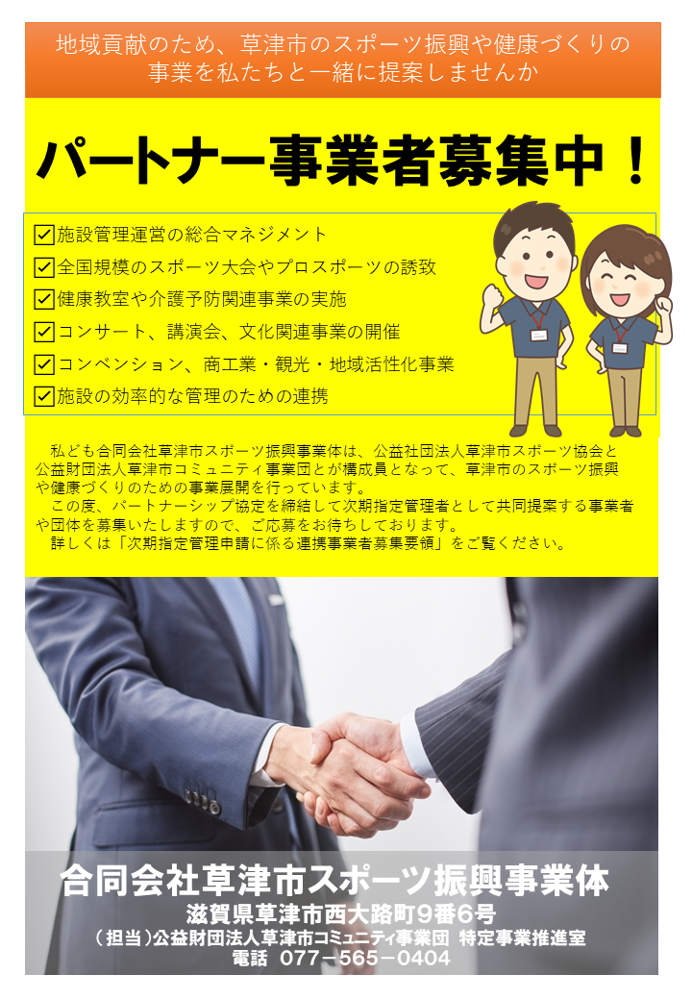 地域貢献のため、草津市のスポーツ振興や健康づくりの
事業を私たちと一緒に提案しませんか
パートナー事業者募集中！
施設管理運営の総合マネジメント
全国規模のスポーツ大会やプロスポーツの誘致
健康教室や介護予防関連事業の実施
コンサート、講演会、文化関連事業の開催
コンベンション、商工業・観光・地域活性化事業
施設の効率的な管理のための連携
私ども合同会社草津市スポーツ振興事業体は、公益社団法人草津市スポーツ協会と
公益財団法人草津市コミュニティ事業団とが構成員となって、草津市のスポーツ振興
や健康づくりのための事業展開を行っています。
この度、パートナーシップ協定を締結して次期指定管理者として共同提案する事業者
や団体を募集いたしますので、ご応募をお待ちしております。
詳しくは「次期指定管理申請に係る連携事業者募集要領」をご覧ください。
合同会社草津市スポーツ振興事業体
滋賀県草津市西大路町９番６号
（担当）公益財団法人草津市コミュニティ事業団 特定事業推進室
電話 ０７７－５６５－０４０４